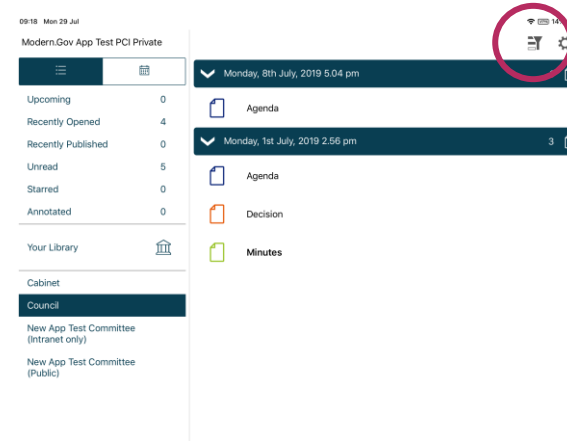 09:18 Mon 29 Jul
Modern.Gov App Test PCI Private
Upcoming 0
Recently Opened 4
Recently Published 0
Unread 5
Starred 0
Annotated 0
Your Library
Cabinet
Council
New App Test Committee
(Intranet only)
New App Test Committee
(Public)
Monday, 8th July, 2019 5.04 pm
Agenda
Monday, 1st July, 2019 2.56 pm 3
Agenda
Decision
Minutes